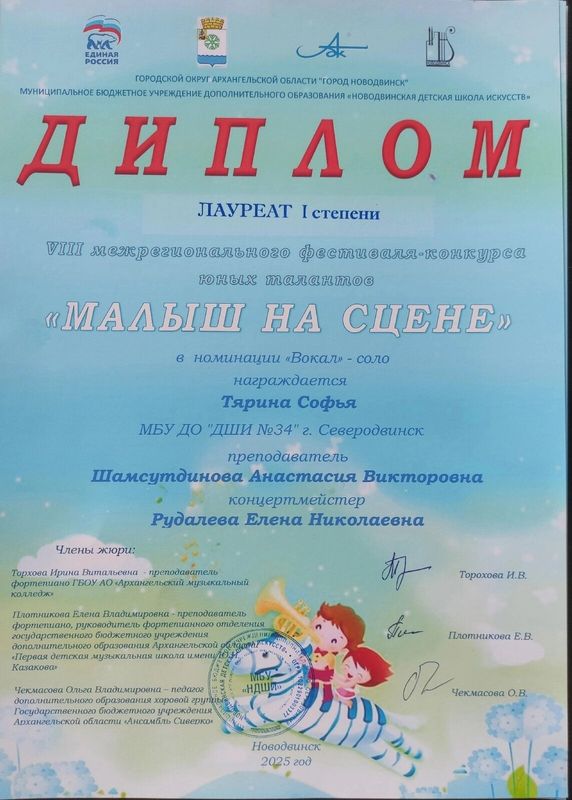 ЕДИНАЯ
РОССИЯ
ГОРОДСКОЙ ОКРУГ АРХАНГЕЛЬСКОЙ ОБЛАСТИ "ГОРОД НОВОДВИНСК"
МУНИЦИПАЛЬНОЕ БЮДЖЕТНОЕ УЧРЕЖДЕНИЕ ДОПОЛНИТЕЛЬНОГО ОБРАЗОВАНИЯ «НОВОДВИНСКАЯ ДЕТСКАЯ ШКОЛА ИСКУССТВ»
ДИПЛОМ
ЛАУРЕАТ I степени
VIII межрегионального фестиваля-конкурса
юных талантов
«МАЛЫШ НА СЦЕНЕ»
в номинации «Вокал» - соло
награждается
Тярина Софья
МБУ ДО "ДШИ №34" г. Северодвинск
преподаватель
Шамсутдинова Анастасия Викторовна
концертмейстер
Рудалева Елена Николаевна
Члены жюри:
Торхова Ирина Витальевна - преподаватель
фортепиано ГБОУ АО «Архангельский музыкальный
колледж»
Торохова И.В.
Плотникова Елена Владимировна - преподаватель
фортепиано, руководитель фортепианного отделения
государственного бюджетного учреждения
дополнительного образования Архангельской
«Первая детская музыкальная школа имени
Казакова»
Плотникова Е.В.
Чекмасова Ольга Владимировна – педагог
дополнительного образования хоровой группы
Государственного бюджетного учреждения
Архангельской области «Ансамбль Сиверко»
Чекмасова О.В.
МБУ
«НДШИ»
Новодвинск
2025 год